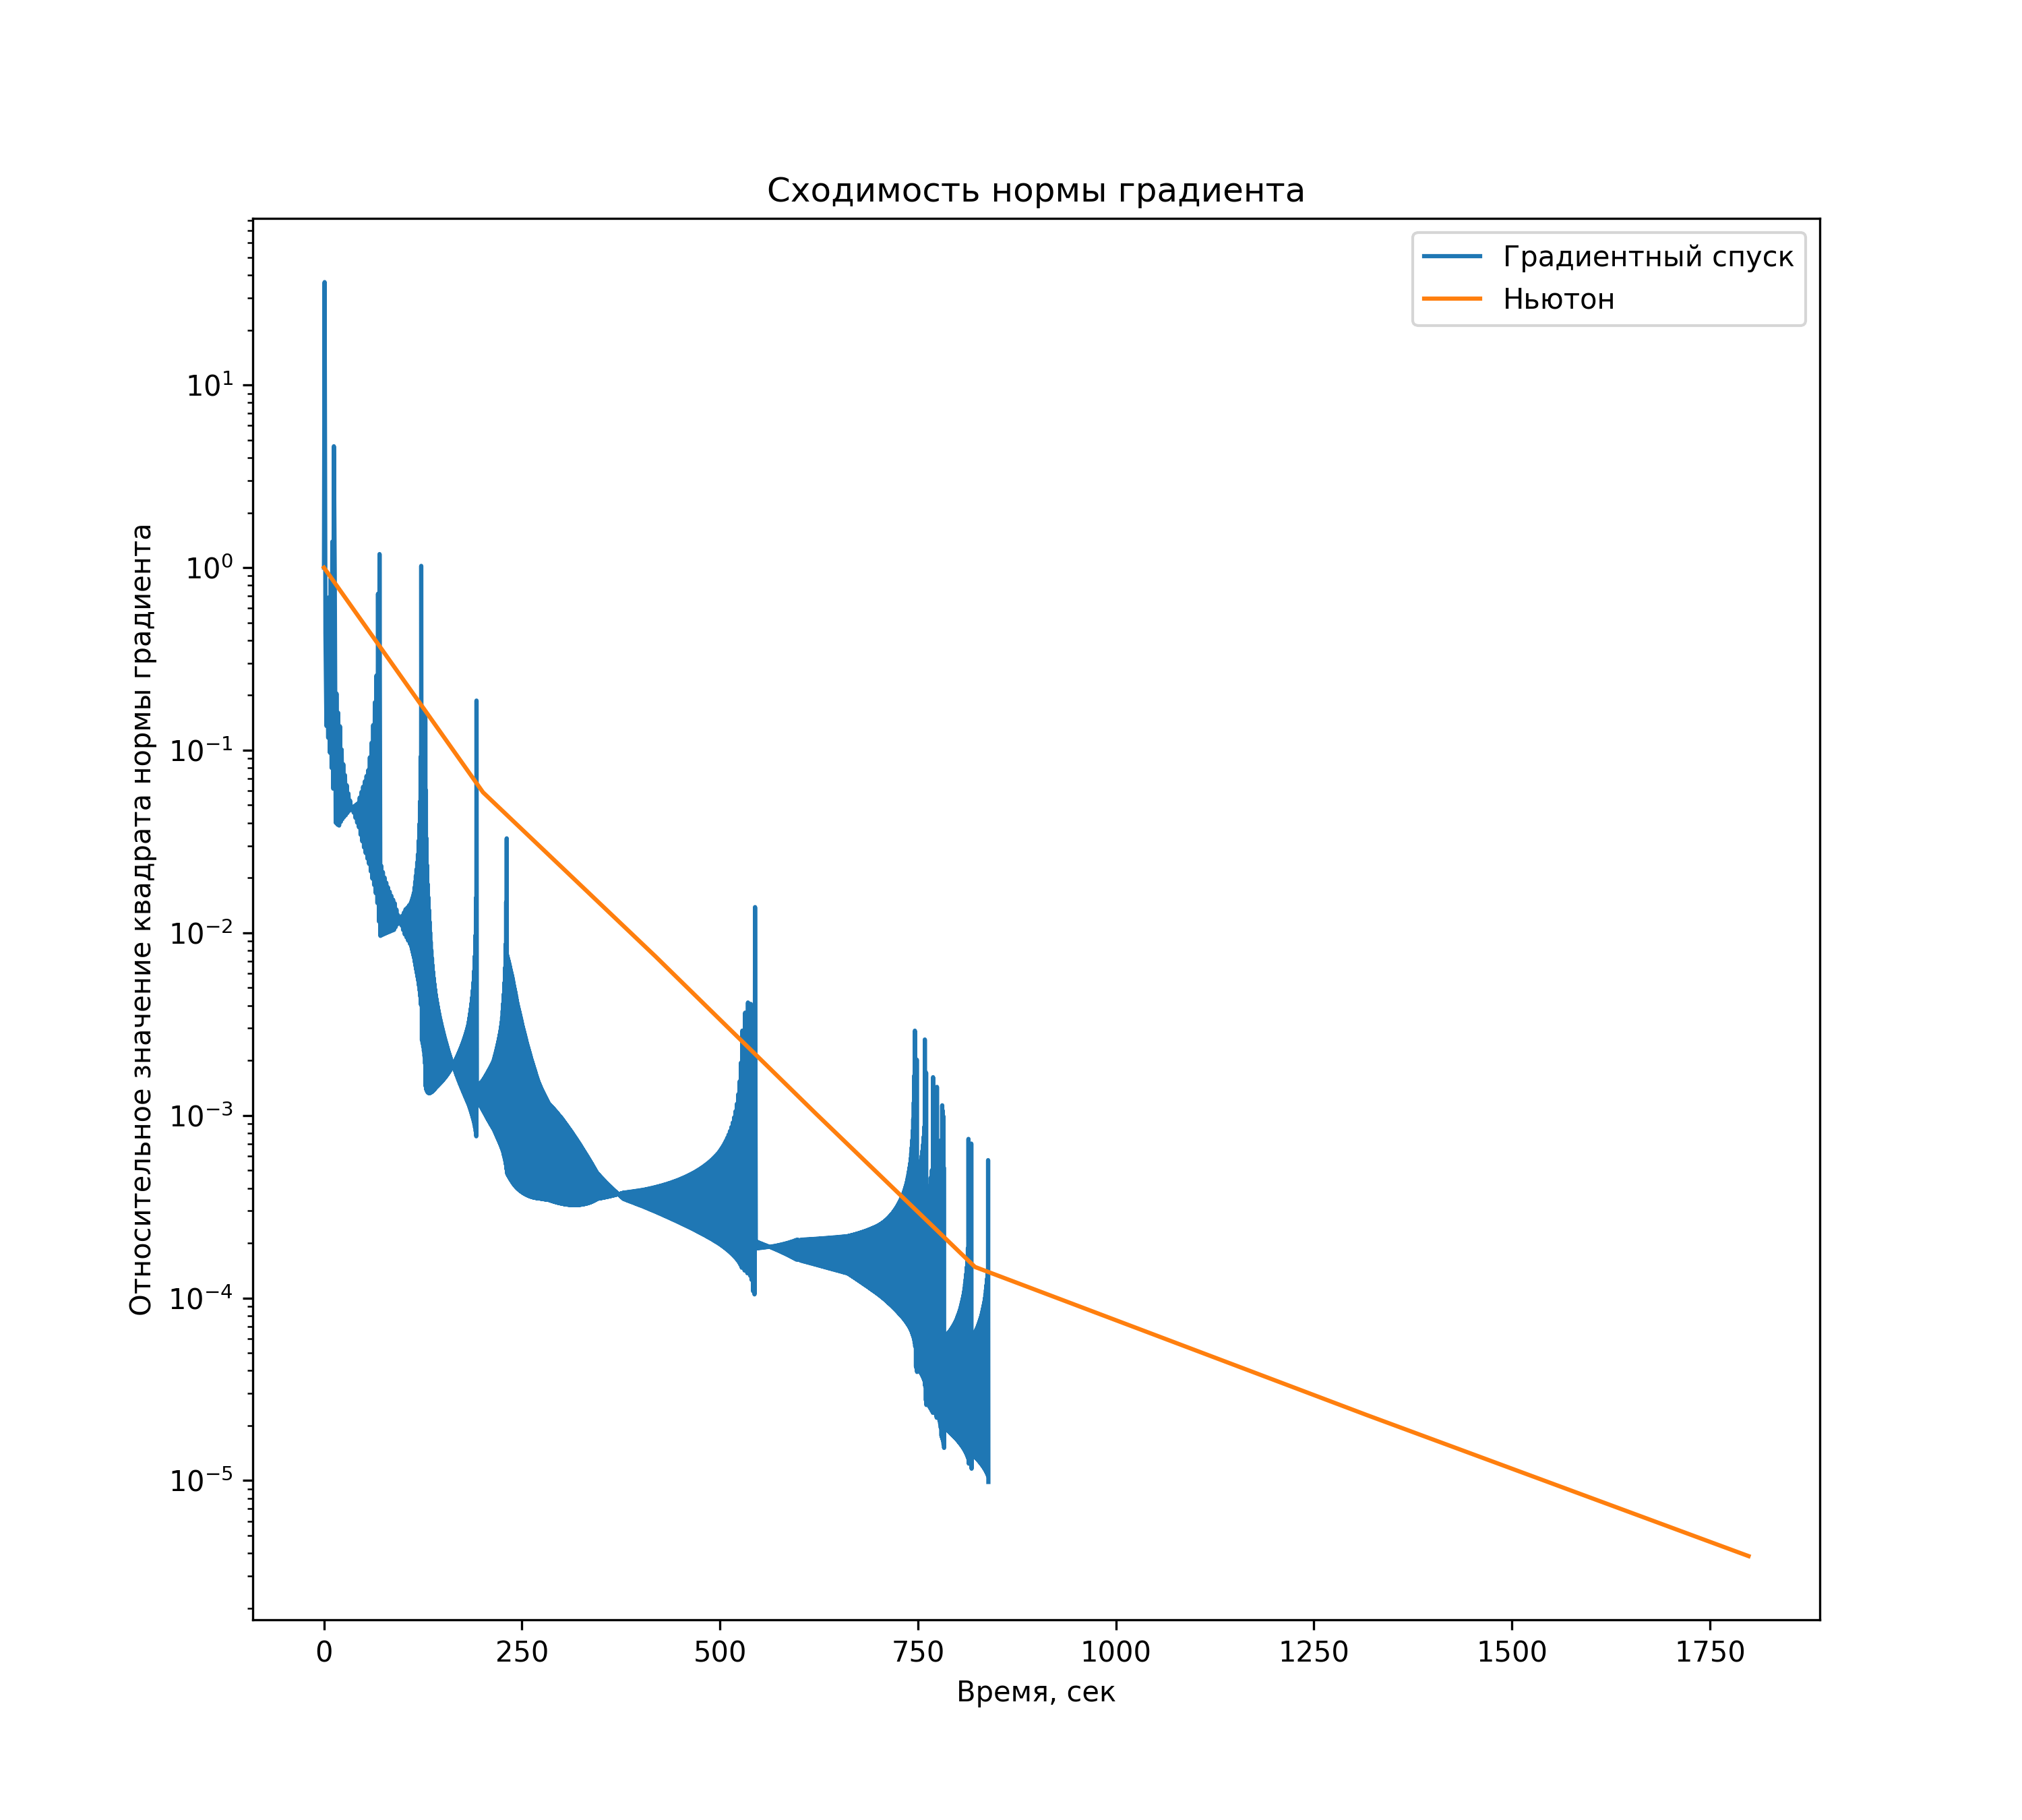 Сходимость нормы градиента
Градиентный спуск
Ньютон
Относительное значение квадрата нормы градиента
10¹
10⁰
10⁻¹
10⁻²
10⁻³
10⁻⁴
10⁻⁵
0 250 500 750 1000 1250 1500 1750
Время, сек